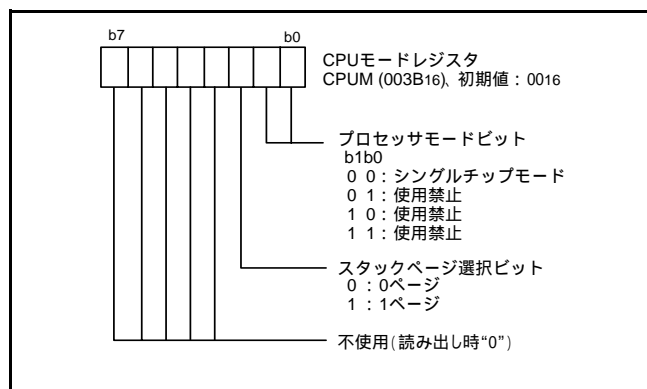 b7 b0
CPUモードレジスタ
CPUM (003B16)、初期値：0016
プロセッサモードビット
b1b0
0 0：シングルチップモード
0 1：使用禁止
1 0：使用禁止
1 1：使用禁止
スタックページ選択ビット
0：0ページ
1：1ページ
不使用（読み出し時“0”）